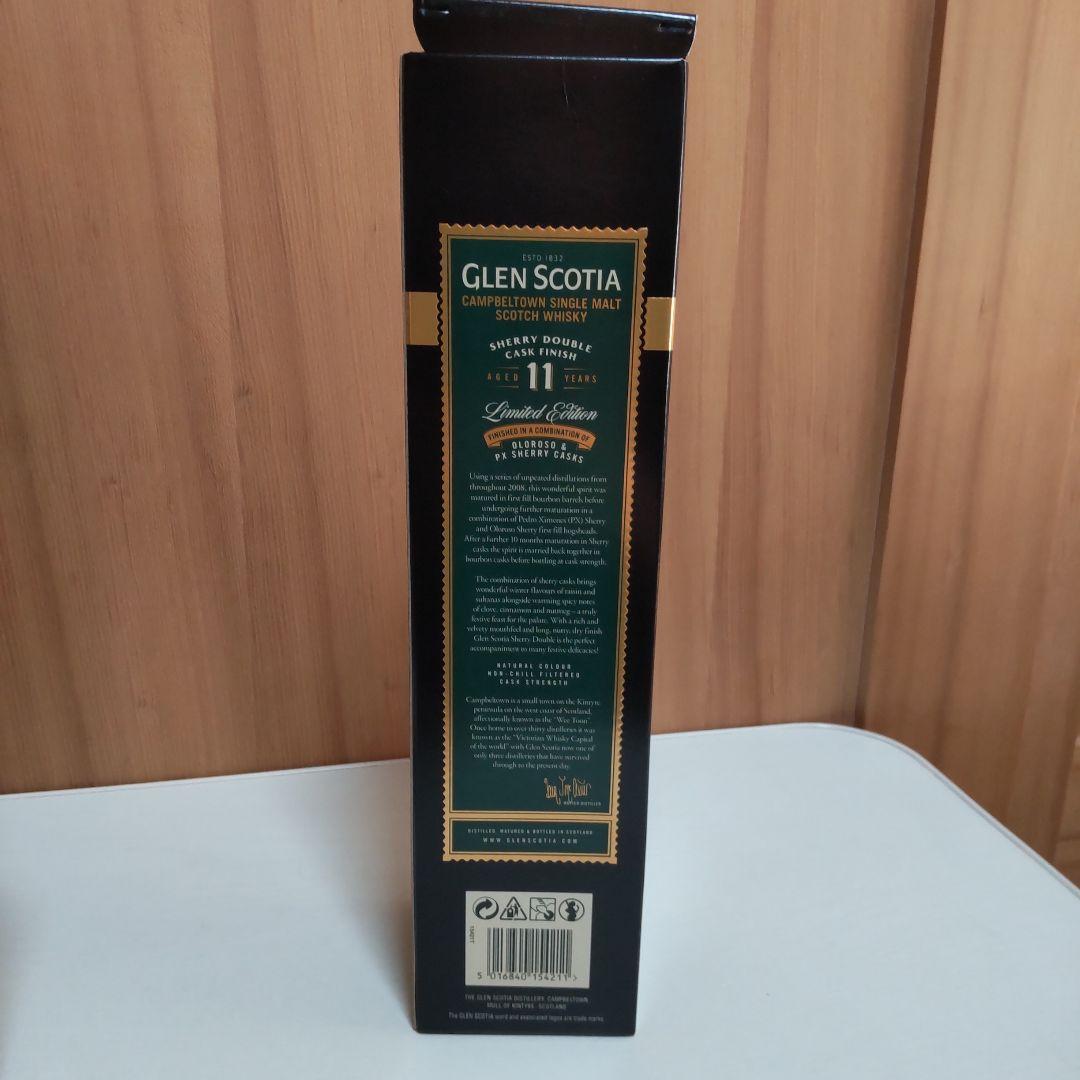 ESTD 1832
GLEN SCOTIA
CAMPBELTOWN SINGLE MALT
SCOTCH WHISKY
SHERRY DOUBLE
CASK FINISH
AGED 11 YEARS
Limited Edition
FINISHED IN A COMBINATION OF
OLOROSO &
PX SHERRY CASKS
Using a series of unpeated distillations from
throughout 2008, this wonderful spirit was
matured in first fill bourbon barrels before
undergoing further maturation in a
combination of Pedro Ximenes (PX) Sherry
and Oloroso Sherry first fill hogsheads.
After a further 10 months maturation in Sherry
casks the spirit is married back together in
bourbon casks before bottling at cask strength.
The combination of sherry casks brings
wonderful winter flavours of raisin and
sultanas alongside warming spicy notes
of clove, cinnamon and nutmeg – a truly
festive feast for the palate. With a rich and
velvety mouthfeel and long, nutty, dry finish
Glen Scotia Sherry Double is the perfect
accompaniment to many festive delicacies!
NATURAL COLOUR
NON-CHILL FILTERED
CASK STRENGTH
Campbeltown is a small town on the Kintyre
peninsula on the west coast of Scotland,
affectionally known as the "Wee Toon".
Once home to over thirty distilleries it was
known as the "Victorian Whisky Capital
of the world" with Glen Scotia now one of
only three distilleries that have survived
through to the present day.
MASTER DISTILLER
DISTILLED, MATURED & BOTTLED IN SCOTLAND
WWW.GLENSCOTIA.COM
15421T
5 016840 154211 >
THE GLEN SCOTIA DISTILLERY, CAMPBELTOWN,
MULL OF KINTYRE, SCOTLAND
The GLEN SCOTIA word and associated logos are trade marks.